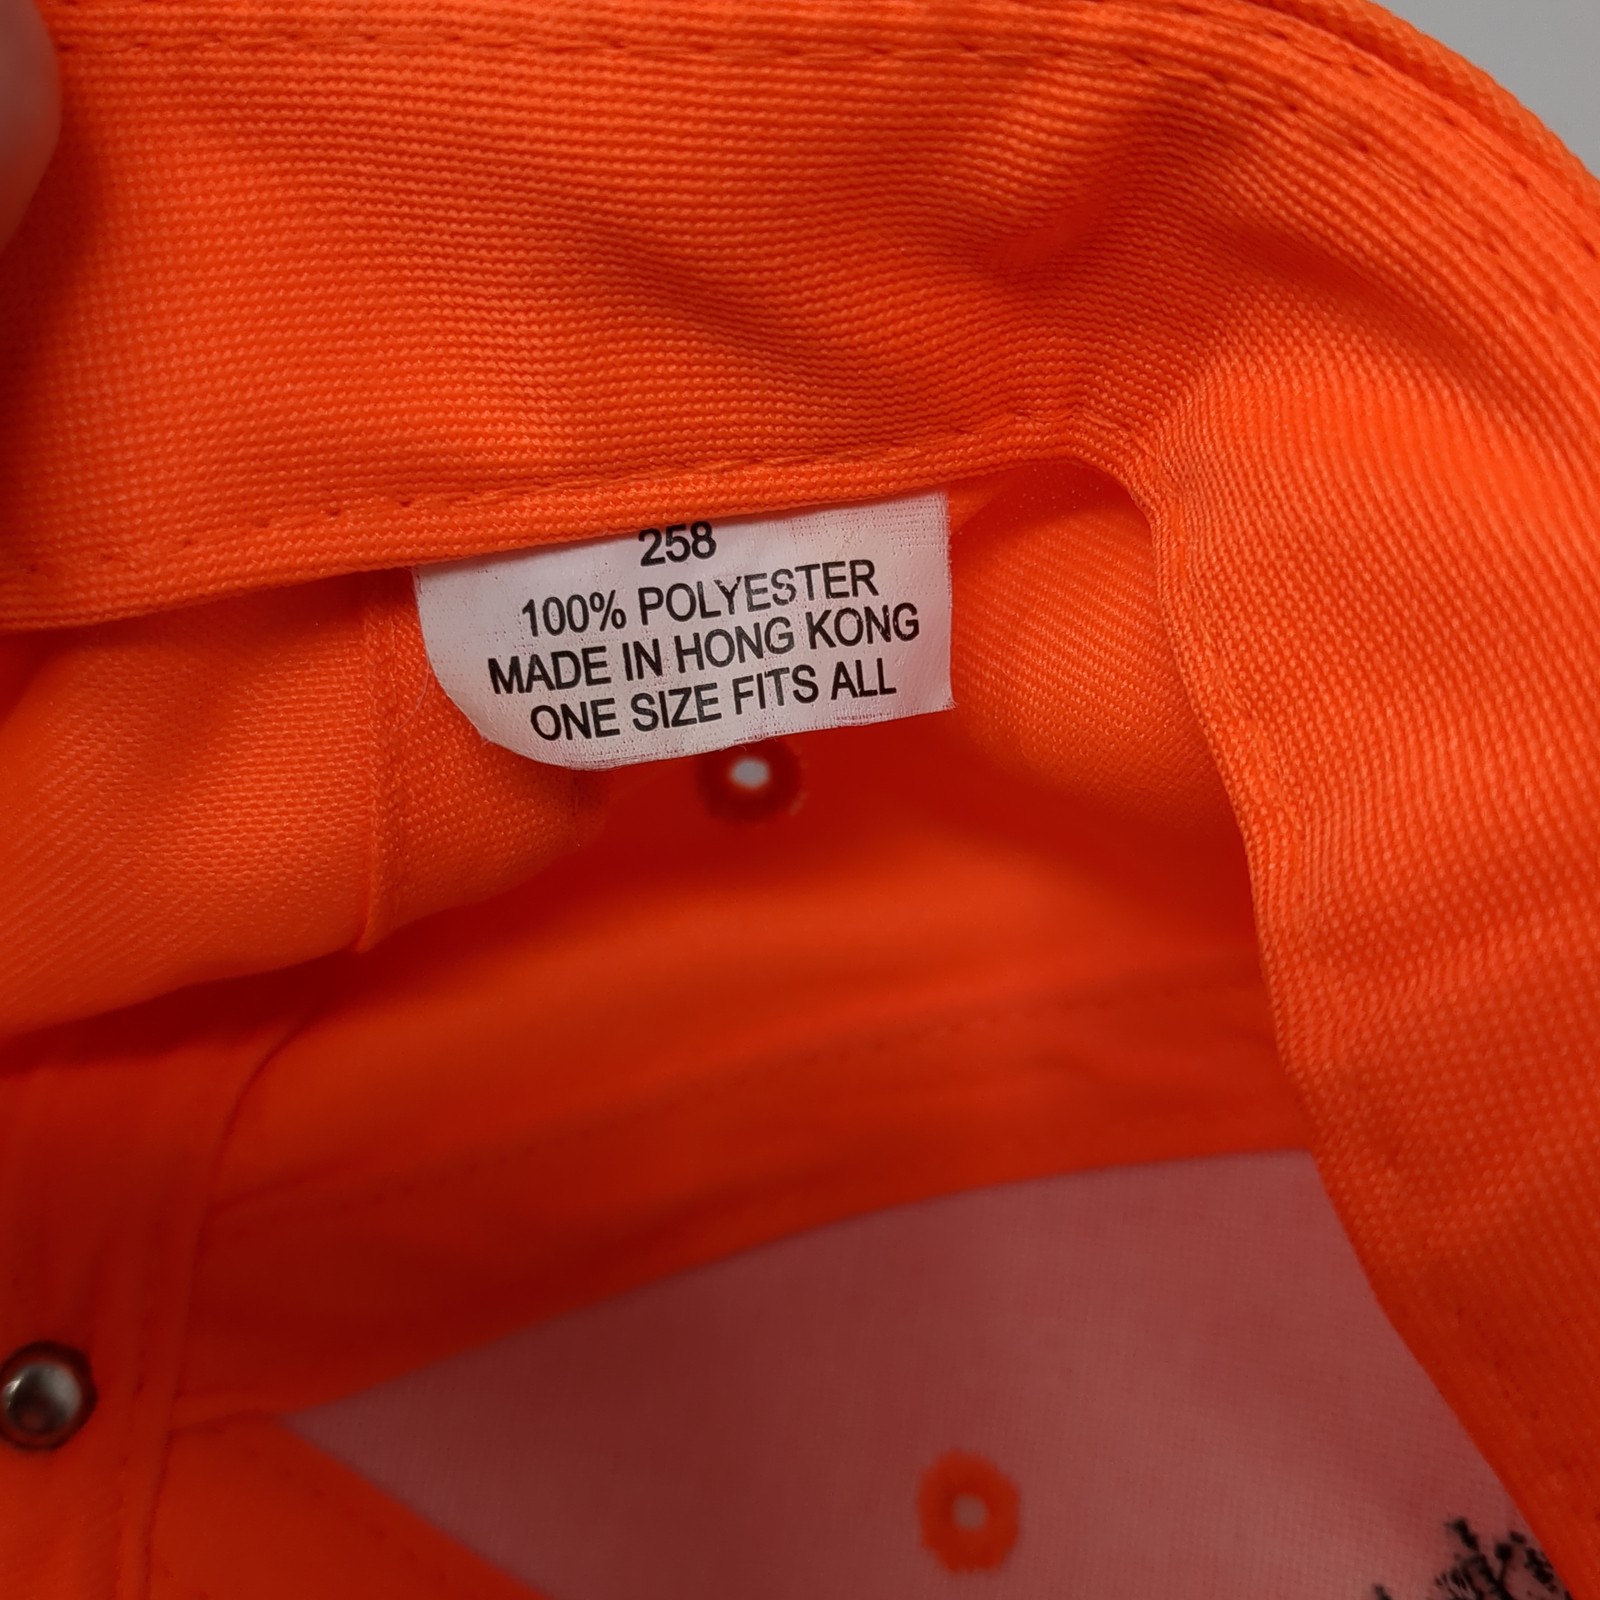 258
100% POLYESTER
MADE IN HONG KONG
ONE SIZE FITS ALL